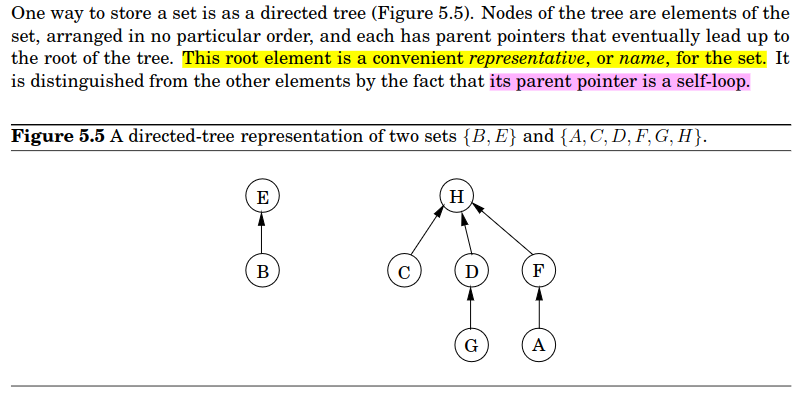 One way to store a set is as a directed tree (Figure 5.5). Nodes of the tree are elements of the
set, arranged in no particular order, and each has parent pointers that eventually lead up to
the root of the tree. This root element is a convenient representative, or name, for the set. It
is distinguished from the other elements by the fact that its parent pointer is a self-loop.
Figure 5.5 A directed-tree representation of two sets {B, E} and {A, C, D, F, G, H}.
E H
B C D F
G A